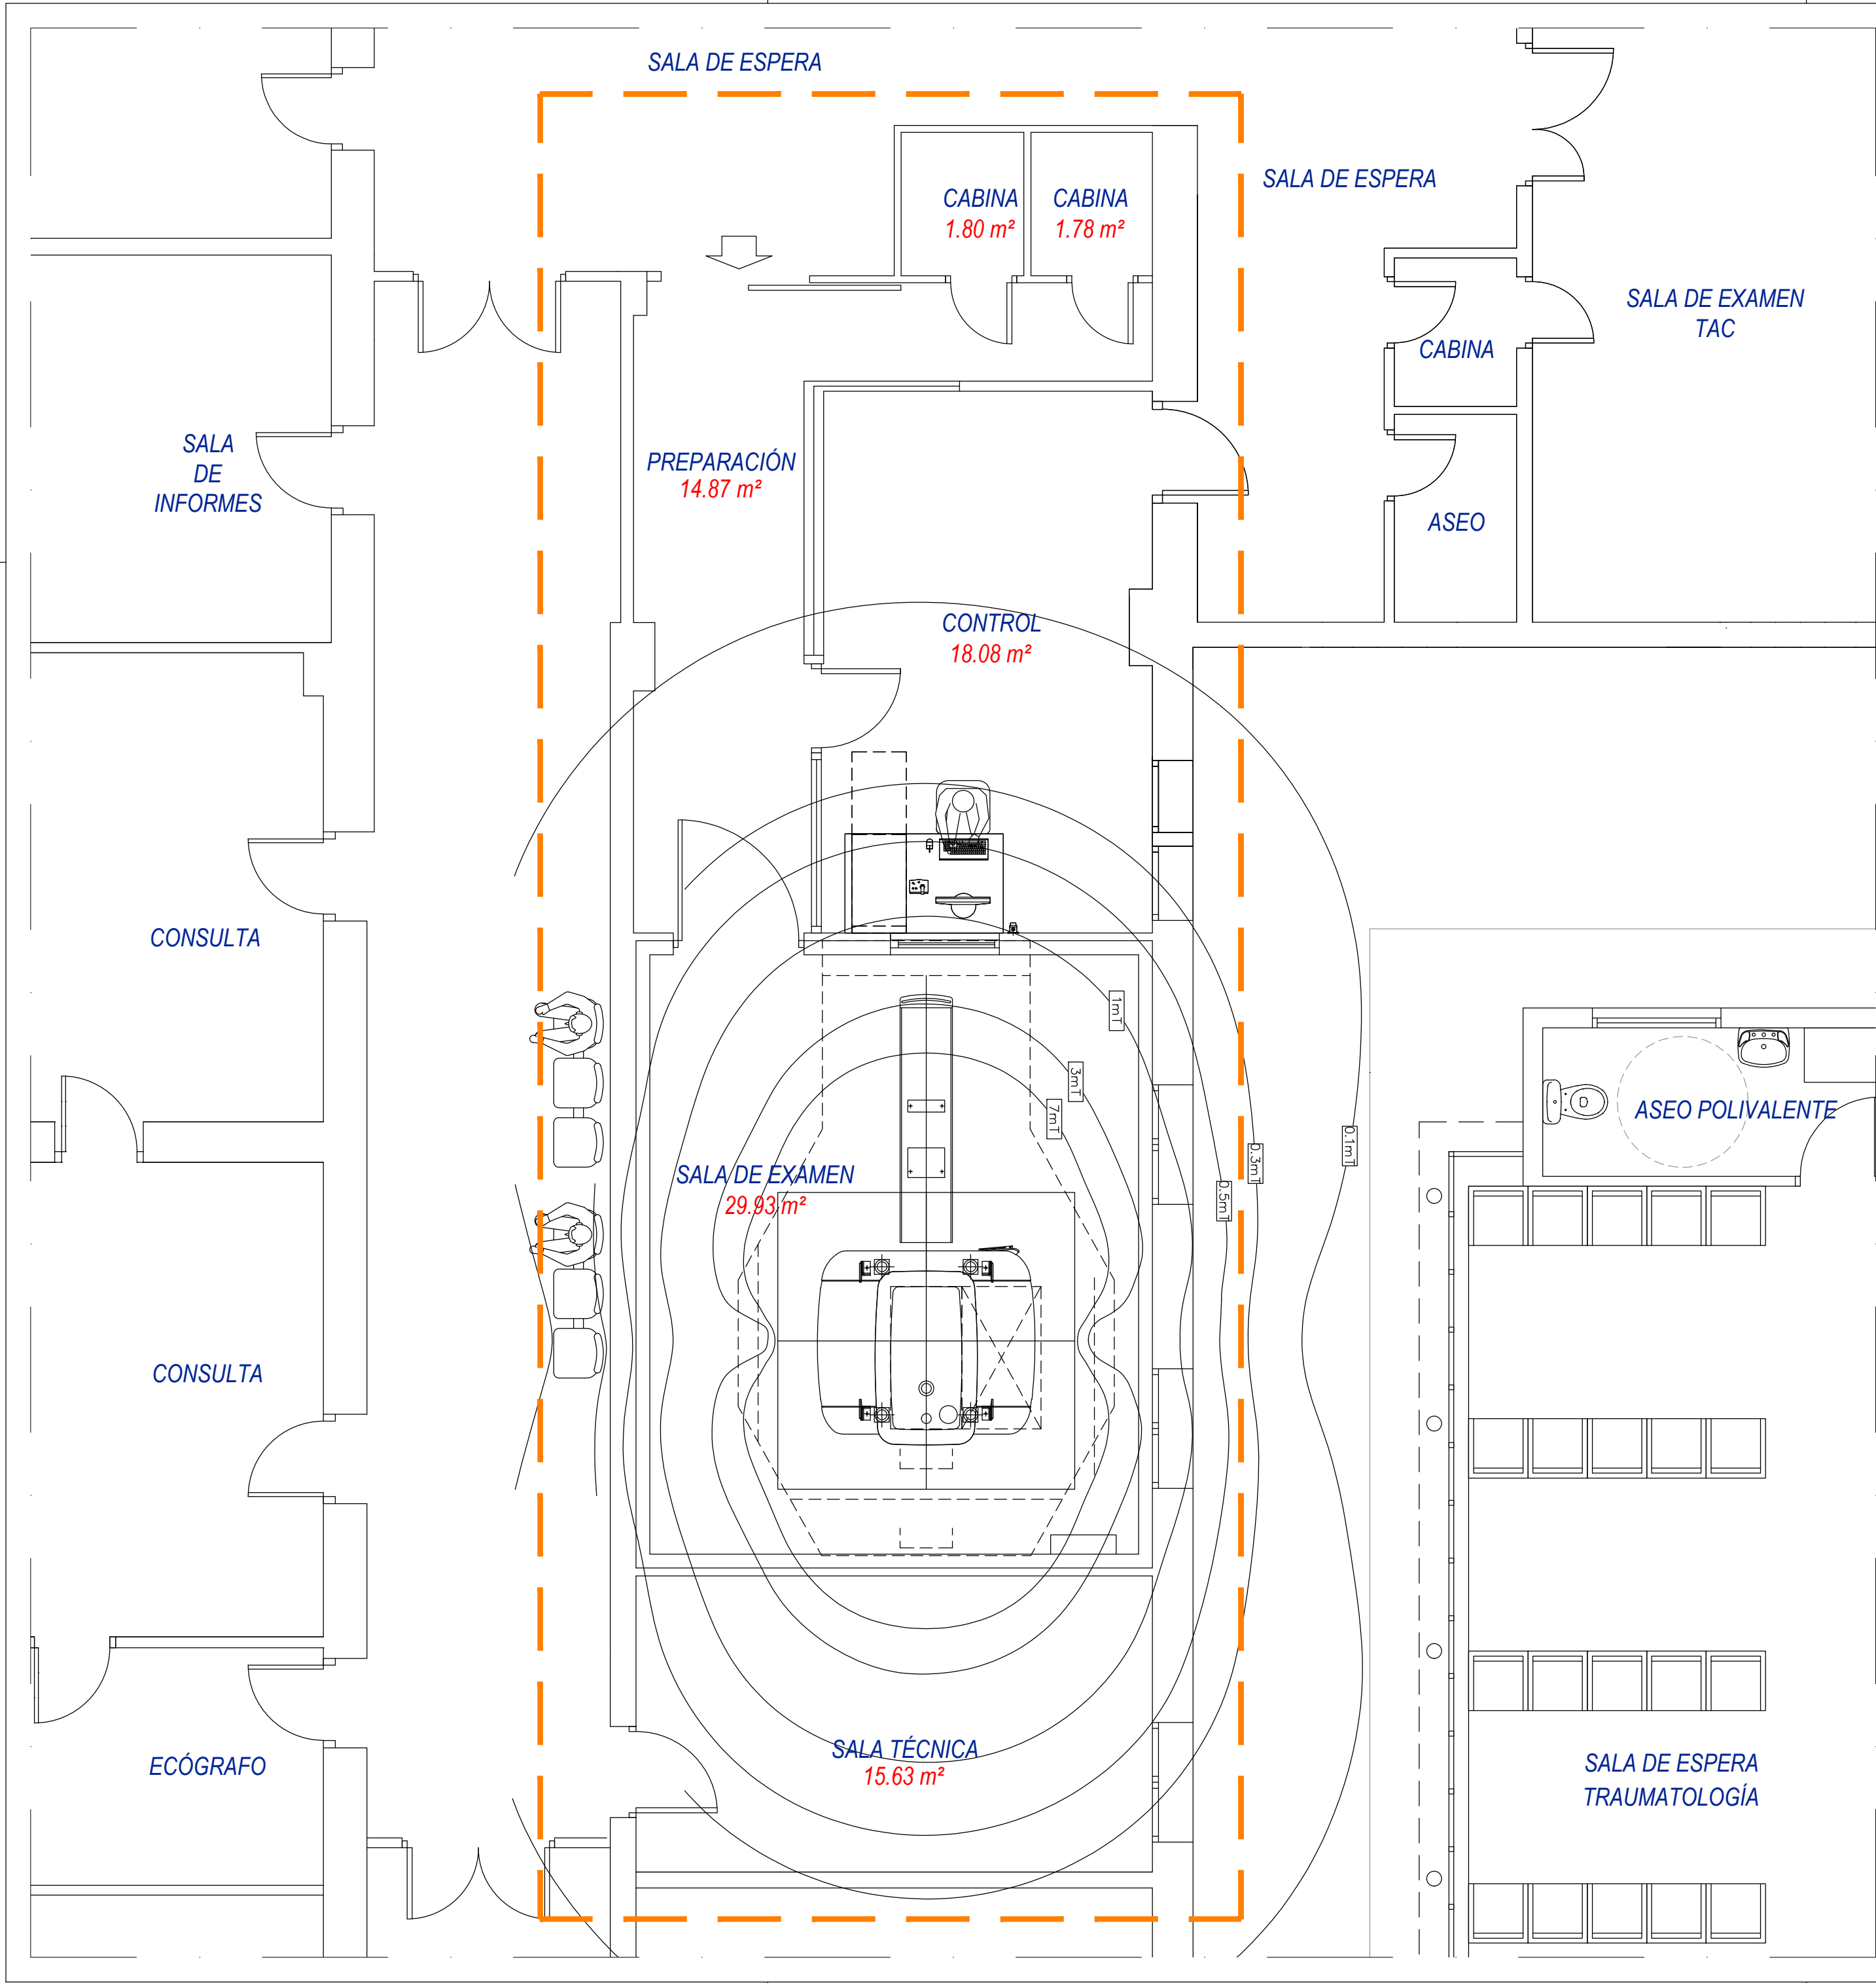 SALA DE ESPERA
CABINA
1.80 m²
CABINA
1.78 m²
SALA DE ESPERA
SALA DE EXAMEN
TAC
CABINA
SALA
DE
INFORMES
PREPARACIÓN
14.87 m²
ASEO
CONTROL
18.08 m²
CONSULTA
1mT
3mT
7mT
ASEO POLIVALENTE
0.1mT
0.3mT
0.5mT
SALA DE EXAMEN
29.93 m²
CONSULTA
SALA TÉCNICA
15.63 m²
ECÓGRAFO
SALA DE ESPERA
TRAUMATOLOGÍA